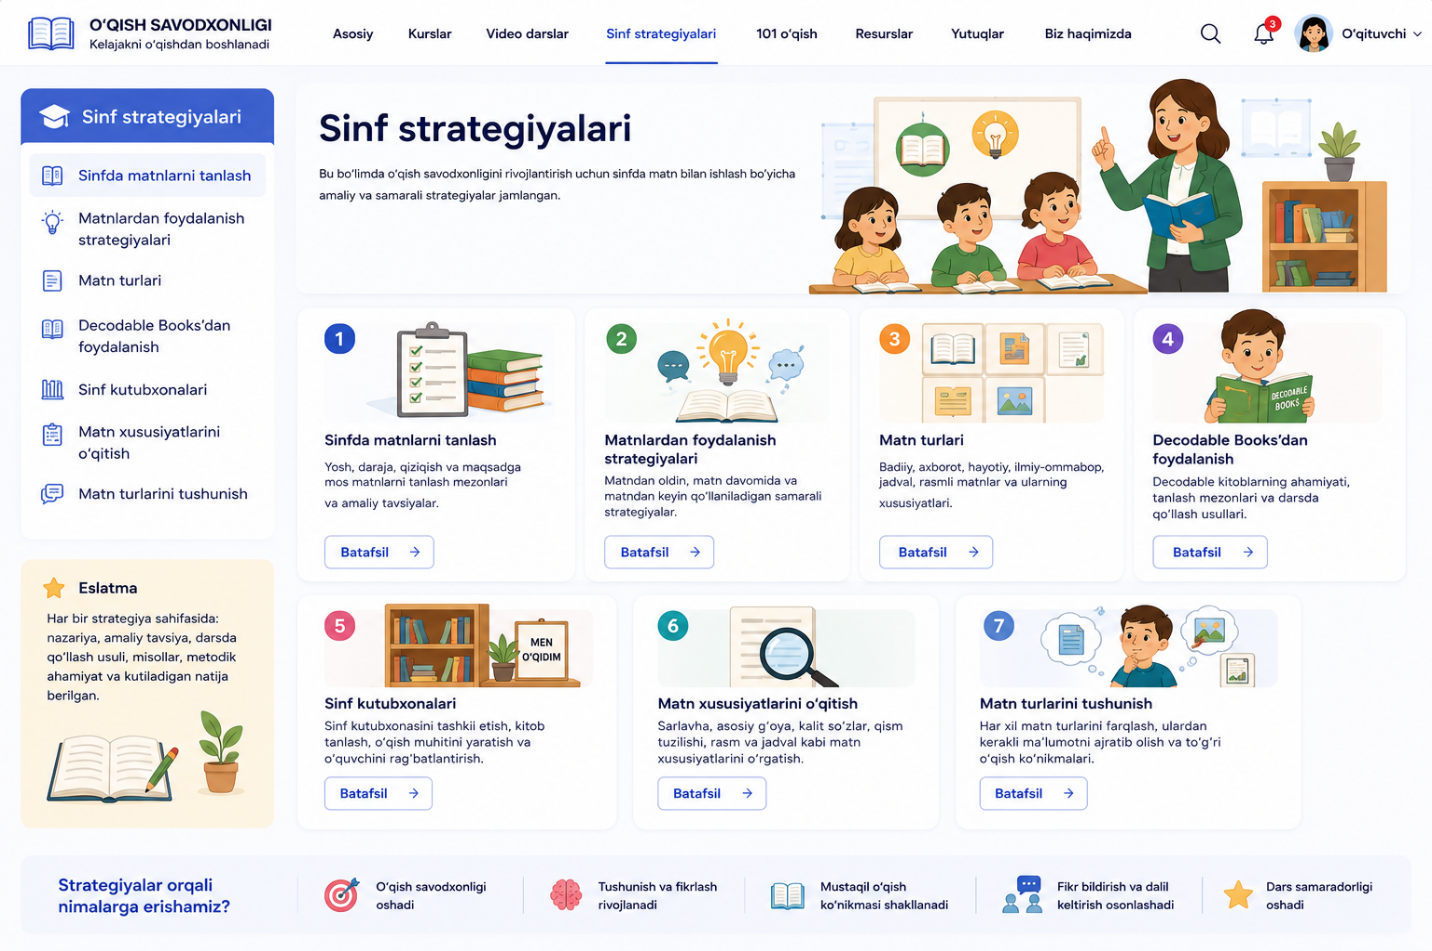 O‘QISH SAVODXONLIGI
Kelajakni o‘qishdan boshlanadi
Asosiy
Kurslar
Video darslar
Sinf strategiyalari
101 o‘qish
Resurslar
Yutuqlar
Biz haqimizda
3
O‘qituvchi
Sinf strategiyalari
Sinfda matnlarni tanlash
Matnlardan foydalanish
strategiyalari
Matn turlari
Decodable Books’dan
foydalanish
Sinf kutubxonalari
Matn xususiyatlarini
o‘qitish
Matn turlarini tushunish
Eslatma
Har bir strategiya sahifasida:
nazariya, amaliy tavsiya, darsda
qo‘llash usuli, misollar, metodik
ahamiyat va kutiladigan natija
berilgan.
Sinf strategiyalari
Bu bo‘limda o‘qish savodxonligini rivojlantirish uchun sinfda matn bilan ishlash bo‘yicha
amaliy va samarali strategiyalar jamlangan.
1
Sinfda matnlarni tanlash
Yosh, daraja, qiziqish va maqsadga
mos matnlarni tanlash mezonlari
va amaliy tavsiyalar.
Batafsil →
2
Matnlardan foydalanish
strategiyalari
Matndan oldin, matn davomida va
matndan keyin qo‘llaniladigan samarali
strategiyalar.
Batafsil →
3
Matn turlari
Badiiy, axborot, hayotiy, ilmiy-ommabop,
jadval, rasmli matnlar va ularning
xususiyatlari.
Batafsil →
4
DECODABLE
BOOKS
Decodable Books’dan
foydalanish
Decodable kitoblarning ahamiyati,
tanlash mezonlari va darsda
qo‘llash usullari.
Batafsil →
5
MEN
O‘QIDIM
Sinf kutubxonalari
Sinf kutubxonasini tashkii etish, kitob
tanlash, o‘qish muhitini yaratish va
o‘quvchini rag‘batlantirish.
Batafsil →
6
Matn xususiyatlarini o‘qitish
Sarlavha, asosiy g‘oya, kalit so‘zlar, qism
tuzilishi, rasm va jadval kabi matn
xususiyatlarini o‘rgatish.
Batafsil →
7
Matn turlarini tushunish
Har xil matn turlarini farqlash, ulardan
kerakli ma’lumotni ajratib olish va to‘g‘ri
o‘qish ko‘nikmalari.
Batafsil →
Strategiyalar orqali
nimalarga erishamiz?
O‘qish savodxonligi
oshadi
Tushunish va fikrlash
rivojlanadi
Mustaqil o‘qish
ko‘nikmasi shakllanadi
Fikr bildirish va dalil
keltirish osonlashadi
Dars samaradorligi
oshadi